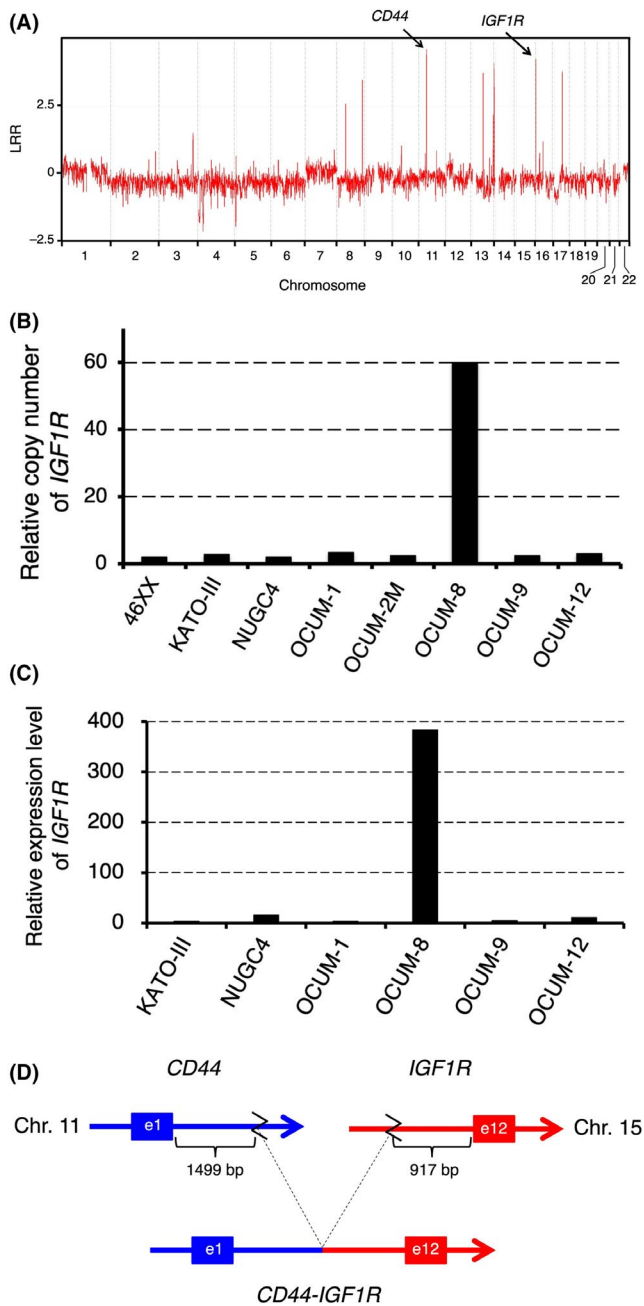 (A)
CD44
IGF1R
LRR
2.5
0
−2.5
1 2 3 4 5 6 7 8 9 10 11 12 13 14 15 16 17 18 19
20 21 22
Chromosome
(B)
Relative copy number
of IGF1R
60
40
20
0
46XX
KATO-III
NUGC4
OCUM-1
OCUM-2M
OCUM-8
OCUM-9
OCUM-12
(C)
Relative expression level
of IGF1R
400
300
200
100
0
KATO-III
NUGC4
OCUM-1
OCUM-8
OCUM-9
OCUM-12
(D)
CD44 IGF1R
Chr. 11 e1 e12 Chr. 15
1499 bp 917 bp
e1 e12
CD44-IGF1R